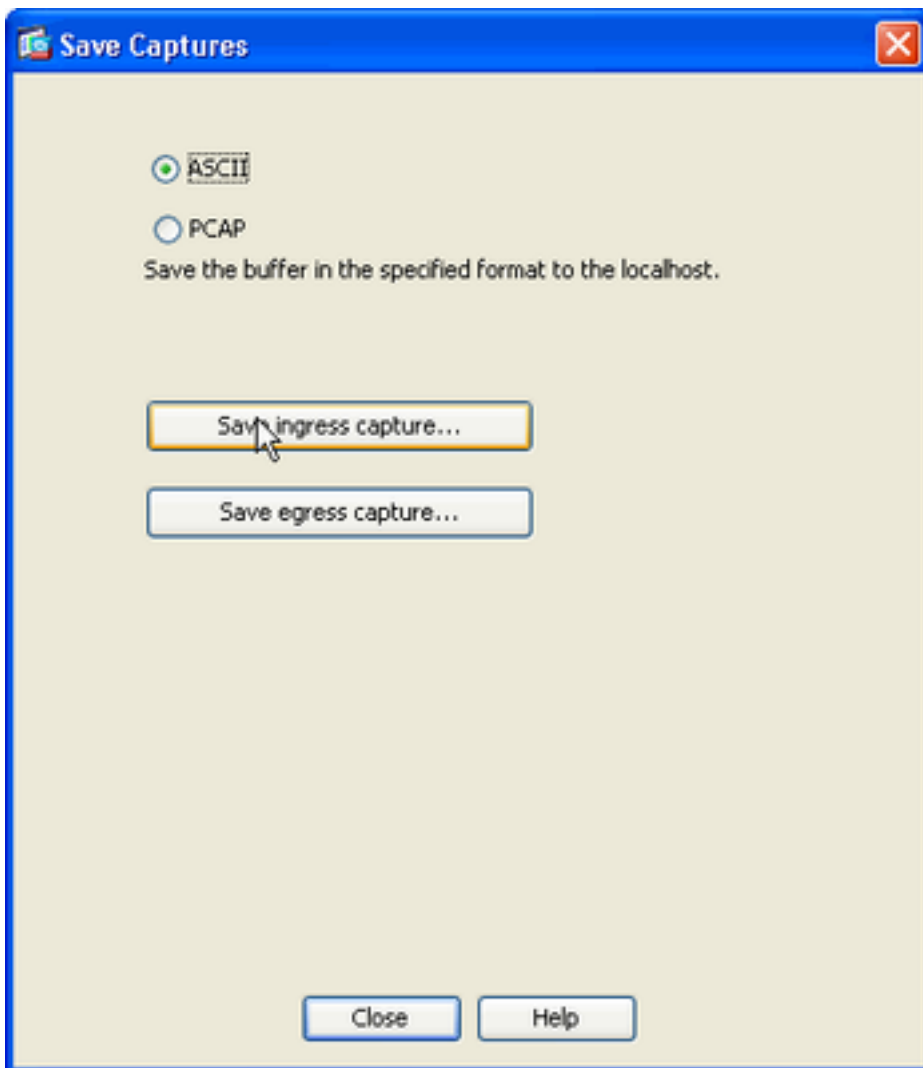 Save Captures
ASCII
PCAP
Save the buffer in the specified format to the localhost.
Save ingress capture...
Save egress capture...
Close
Help